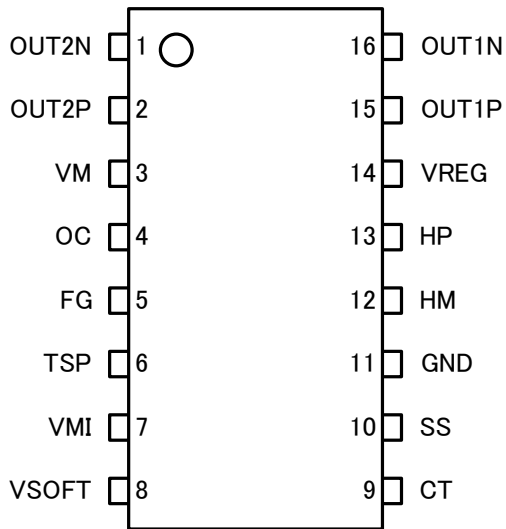 OUT2N 1 16 OUT1N
OUT2P 2 15 OUT1P
VM 3 14 VREG
OC 4 13 HP
FG 5 12 HM
TSP 6 11 GND
VMI 7 10 SS
VSOFT 8 9 CT